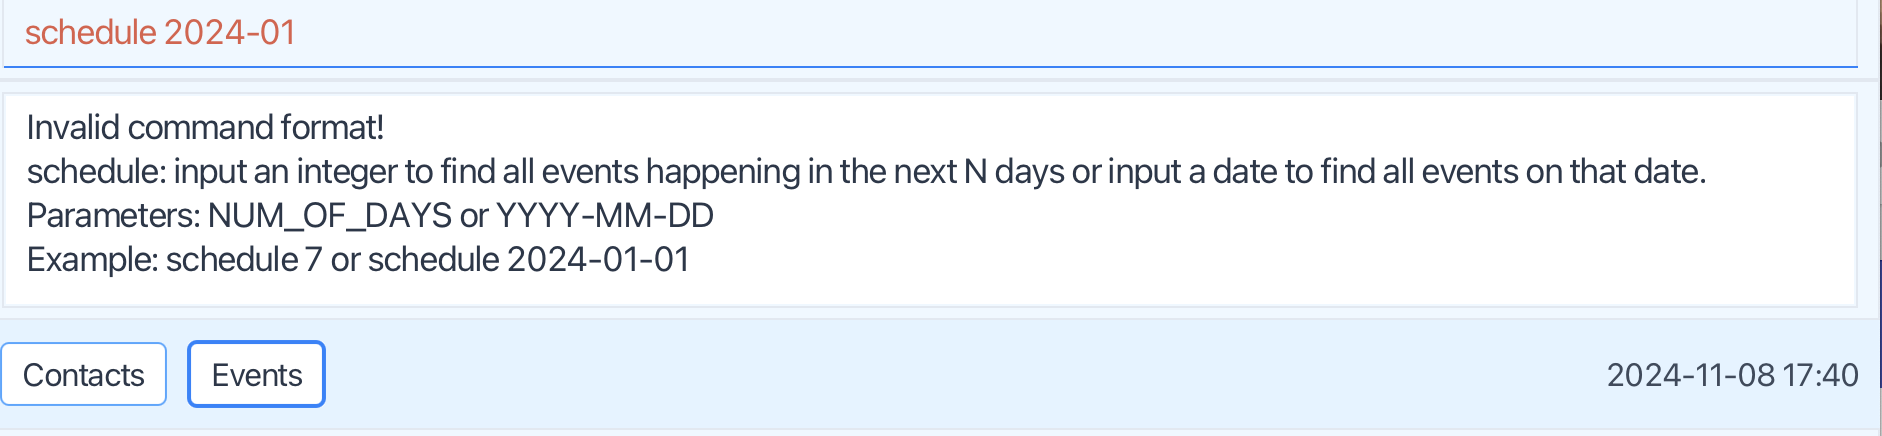 schedule 2024-01
Invalid command format!
schedule: input an integer to find all events happening in the next N days or input a date to find all events on that date.
Parameters: NUM_OF_DAYS or YYYY-MM-DD
Example: schedule 7 or schedule 2024-01-01
Contacts Events 2024-11-08 17:40